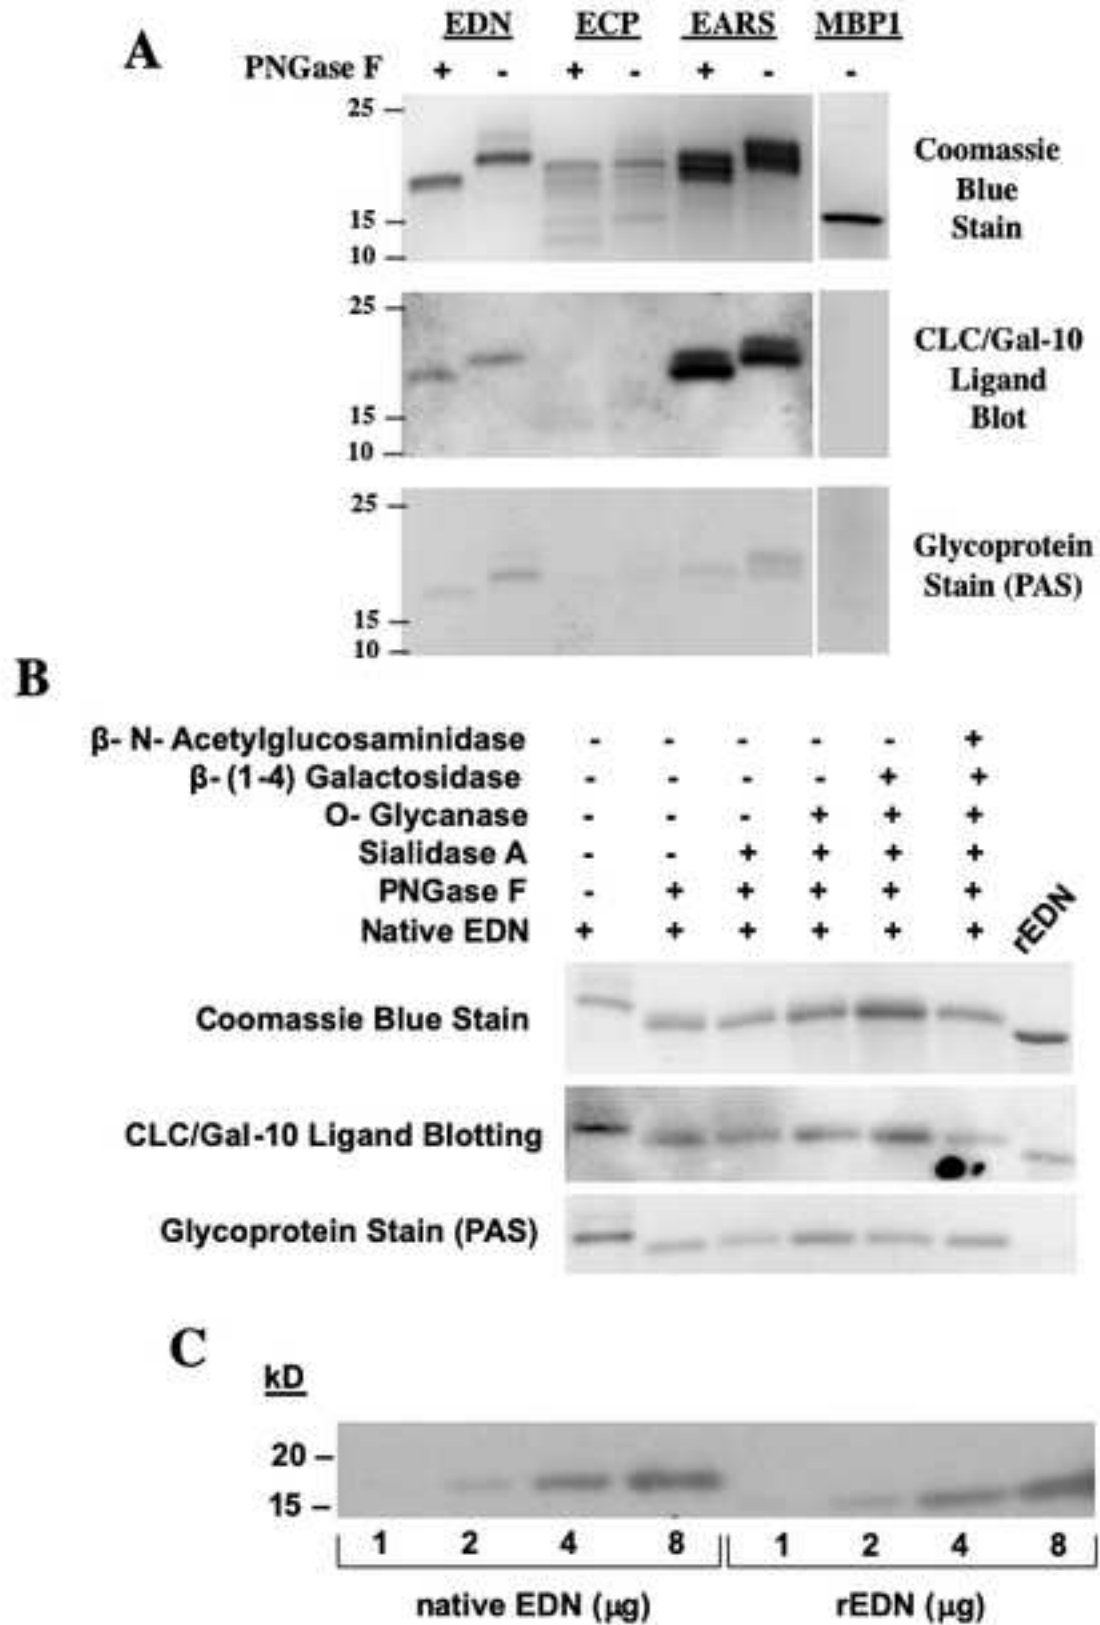 A
EDN ECP EARS MBP1
PNGase F + - + - + - -
25
15
10
Coomassie
Blue
Stain
25
15
10
CLC/Gal-10
Ligand
Blot
25
15
10
Glycoprotein
Stain (PAS)
B
β- N- Acetylglucosaminidase - - - - - +
β- (1-4) Galactosidase - - - - + +
O- Glycanase - - - + + +
Sialidase A - - + + + +
PNGase F - + + + + +
Native EDN + + + + + + rEDN
Coomassie Blue Stain
CLC/Gal-10 Ligand Blotting
Glycoprotein Stain (PAS)
C
kD
20
15
1 2 4 8 1 2 4 8
native EDN (μg) rEDN (μg)